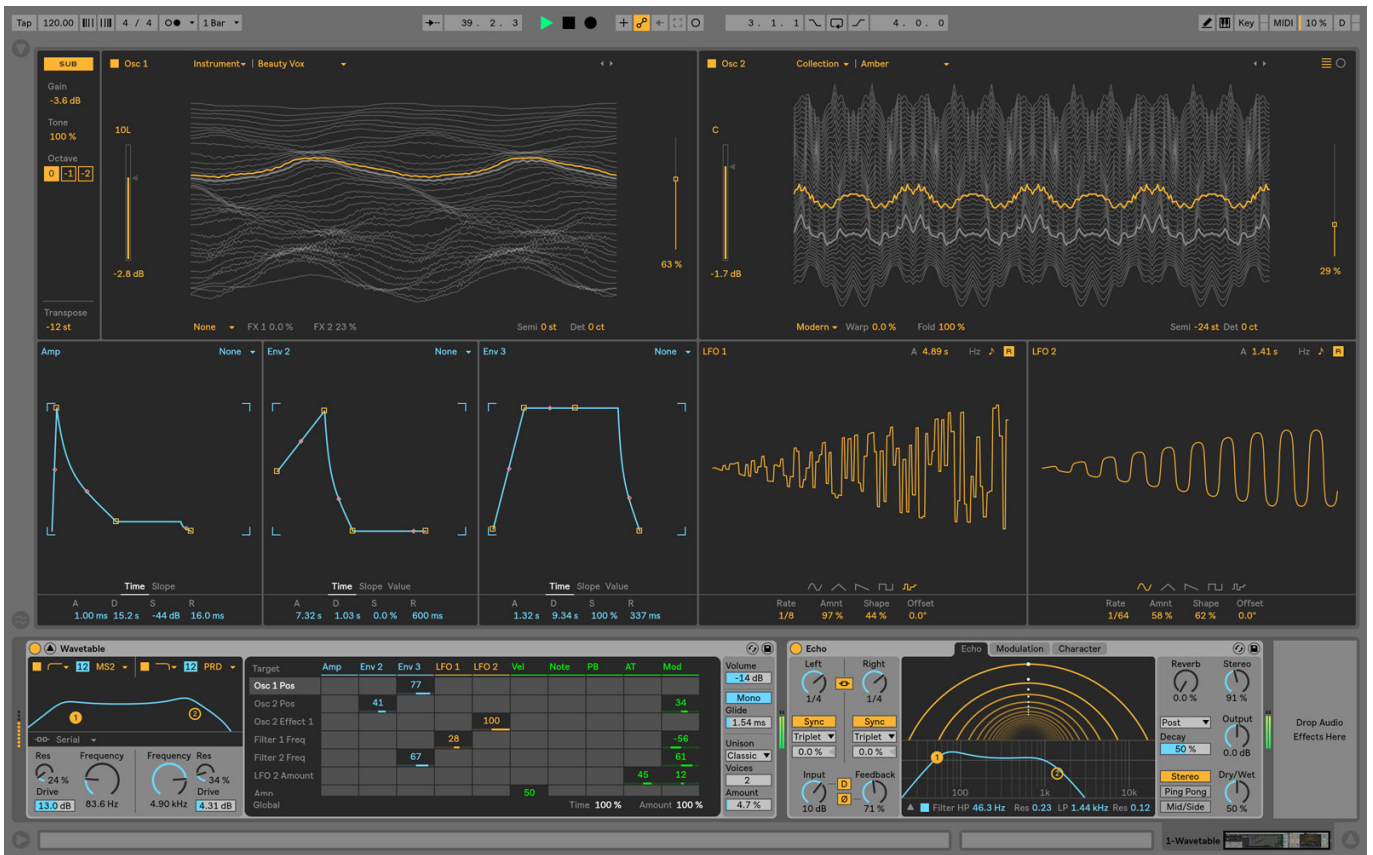 Tap 120.00 4 / 4 1 Bar 39 . 2 . 3 3 . 1 . 1 4 . 0 . 0 Key MIDI 10 % D
SUB
Gain
-3.6 dB
Tone
100 %
Octave
0 -1 -2
Transpose
-12 st
Osc 1 Instrument | Beauty Vox
10L
-2.8 dB
63 %
None FX 1 0.0 % FX 2 23 % Semi 0 st Det 0 ct
Osc 2 Collection | Amber
C
-1.7 dB
29 %
Modern Warp 0.0 % Fold 100 % Semi -24 st Det 0 ct
Amp None
Time Slope
A D S R
1.00 ms 15.2 s -44 dB 16.0 ms
Env 2 None
Time Slope Value
A D S R
7.32 s 1.03 s 0.0 % 600 ms
Env 3 None
Time Slope Value
A D S R
1.32 s 9.34 s 100 % 337 ms
LFO 1 A 4.89 s Hz R
Rate Amnt Shape Offset
1/8 97 % 44 % 0.0°
LFO 2 A 1.41 s Hz R
Rate Amnt Shape Offset
1/64 58 % 62 % 0.0°
Wavetable
12 MS2 12 PRD
1 2
Serial
Res Frequency Frequency Res
24 % 34 %
Drive Drive
13.0 dB 83.6 Hz 4.90 kHz 4.31 dB
Target Amp Env 2 Env 3 LFO 1 LFO 2 Vel Note PB AT Mod
Osc 1 Pos 77
Osc 2 Pos 41 34
Osc 2 Effect 1 100
Filter 1 Freq 28 -56
Filter 2 Freq 67 61
LFO 2 Amount 45 12
Amp 50
Global Time 100 % Amount 100 %
Volume
-14 dB
Mono
Glide
1.54 ms
Unison
Classic
Voices
2
Amount
4.7 %
Echo
Left Right
1/4 1/4
Sync Sync
Triplet Triplet
0.0 % 0.0 %
Input Feedback
D
Ø
10 dB 71 %
Echo Modulation Character
1 2
100 1k 10k
Filter HP 46.3 Hz Res 0.23 LP 1.44 kHz Res 0.12
Reverb Stereo
0.0 % 91 %
Post Output
Decay
50 % 0.0 dB
Stereo Dry/Wet
Ping Pong
Mid/Side 50 %
Drop Audio
Effects Here
1-Wavetable